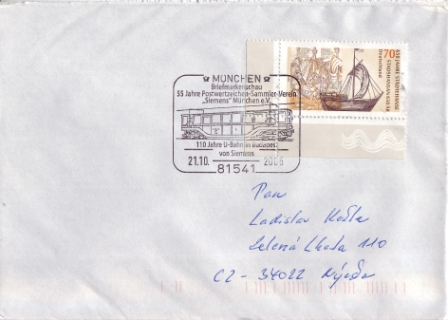 MÜNCHEN
Briefmarkenschau
55 Jahre Postwertzeichen-Sammler-Verein
„Siemens" München e.V.
110 Jahre U-Bahn in Budapest
von Siemens
21.10. 2006
81541
70
Pan
Ladislav
Zelená Lhota 110
CZ - 34022 Nýrsko